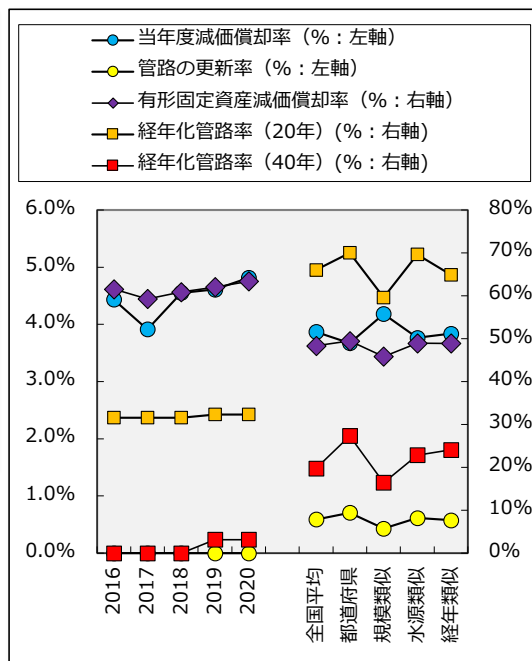 当年度減価償却率（%：左軸）
管路の更新率（%：左軸）
有形固定資産減価償却率（%：右軸）
経年化管路率（20年）(%：右軸)
経年化管路率（40年）(%：右軸)
6.0%
5.0%
4.0%
3.0%
2.0%
1.0%
0.0%
80%
70%
60%
50%
40%
30%
20%
10%
0%
2016
2017
2018
2019
2020
全国平均
都道府県
規模類似
水源類似
経年類似